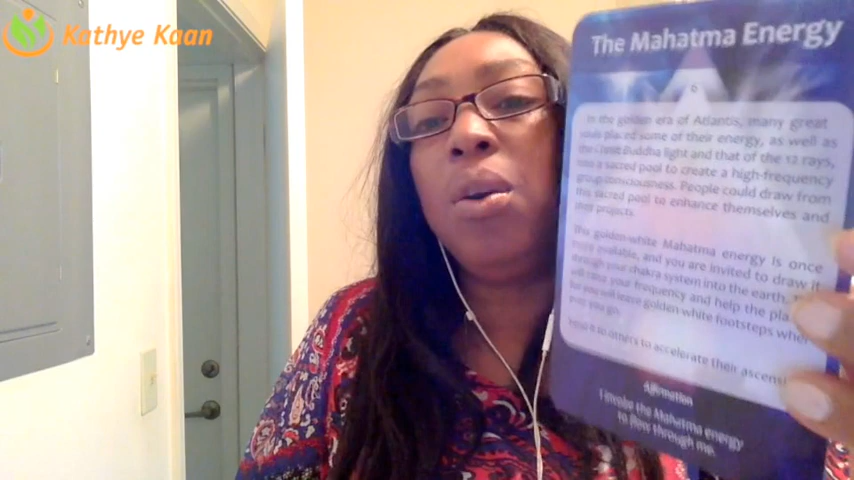 Kathye Kaan
The Mahatma Energy
6
In the golden era of Atlantis, many great
souls placed some of their energy, as well as
the Christ Buddha light and that of the 12 rays,
into a sacred pool to create a high-frequency
group consciousness. People could draw from
this sacred pool to enhance themselves and
their projects.
This golden-white Mahatma energy is once
more available, and you are invited to draw it
through your chakra system into the earth.
will raise your frequency and help the
for you will leave golden-white footsteps
you go.
it to others to accelerate their
Affirmation
I invoke the Mahatma energy
to flow through me.